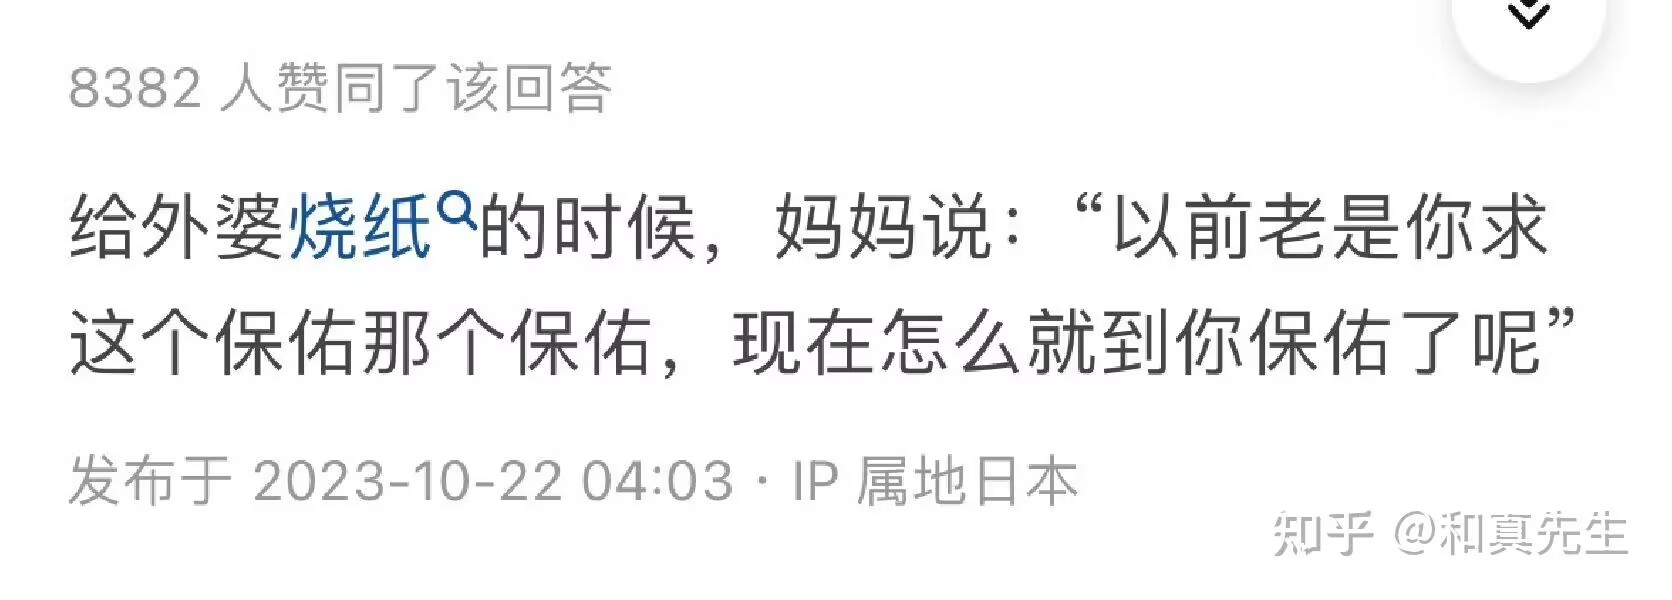 8382 人赞同了该回答
给外婆烧纸的时候，妈妈说：“以前老是你求
这个保佑那个保佑，现在怎么就到你保佑了呢”
发布于 2023-10-22 04:03 · IP 属地日本
知乎 @和真先生